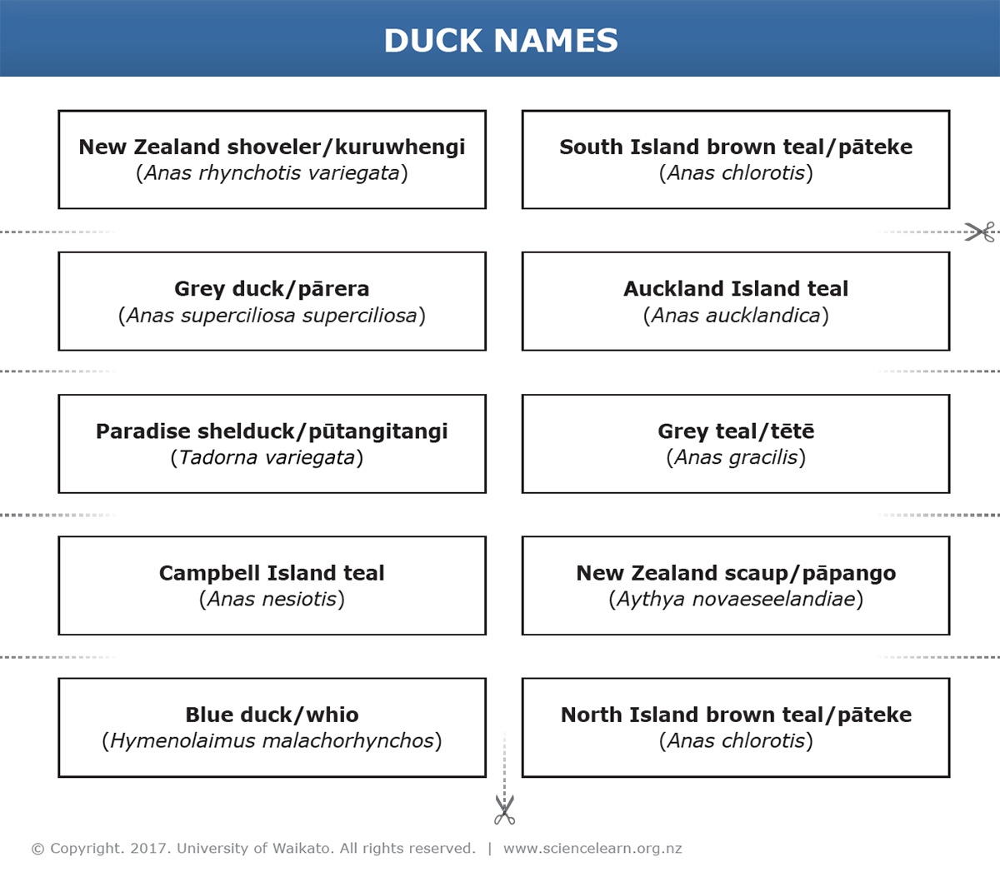 DUCK NAMES
New Zealand shoveler/kuruwhengi
(Anas rhynchotis variegata)
South Island brown teal/pāteke
(Anas chlorotis)
Grey duck/pārera
(Anas superciliosa superciliosa)
Auckland Island teal
(Anas aucklandica)
Paradise shelduck/pūtangitangi
(Tadorna variegata)
Grey teal/tētē
(Anas gracilis)
Campbell Island teal
(Anas nesiotis)
New Zealand scaup/pāpango
(Aythya novaeseelandiae)
Blue duck/whio
(Hymenolaimus malachorhynchos)
North Island brown teal/pāteke
(Anas chlorotis)
© Copyright. 2017. University of Waikato. All rights reserved. | www.sciencelearn.org.nz